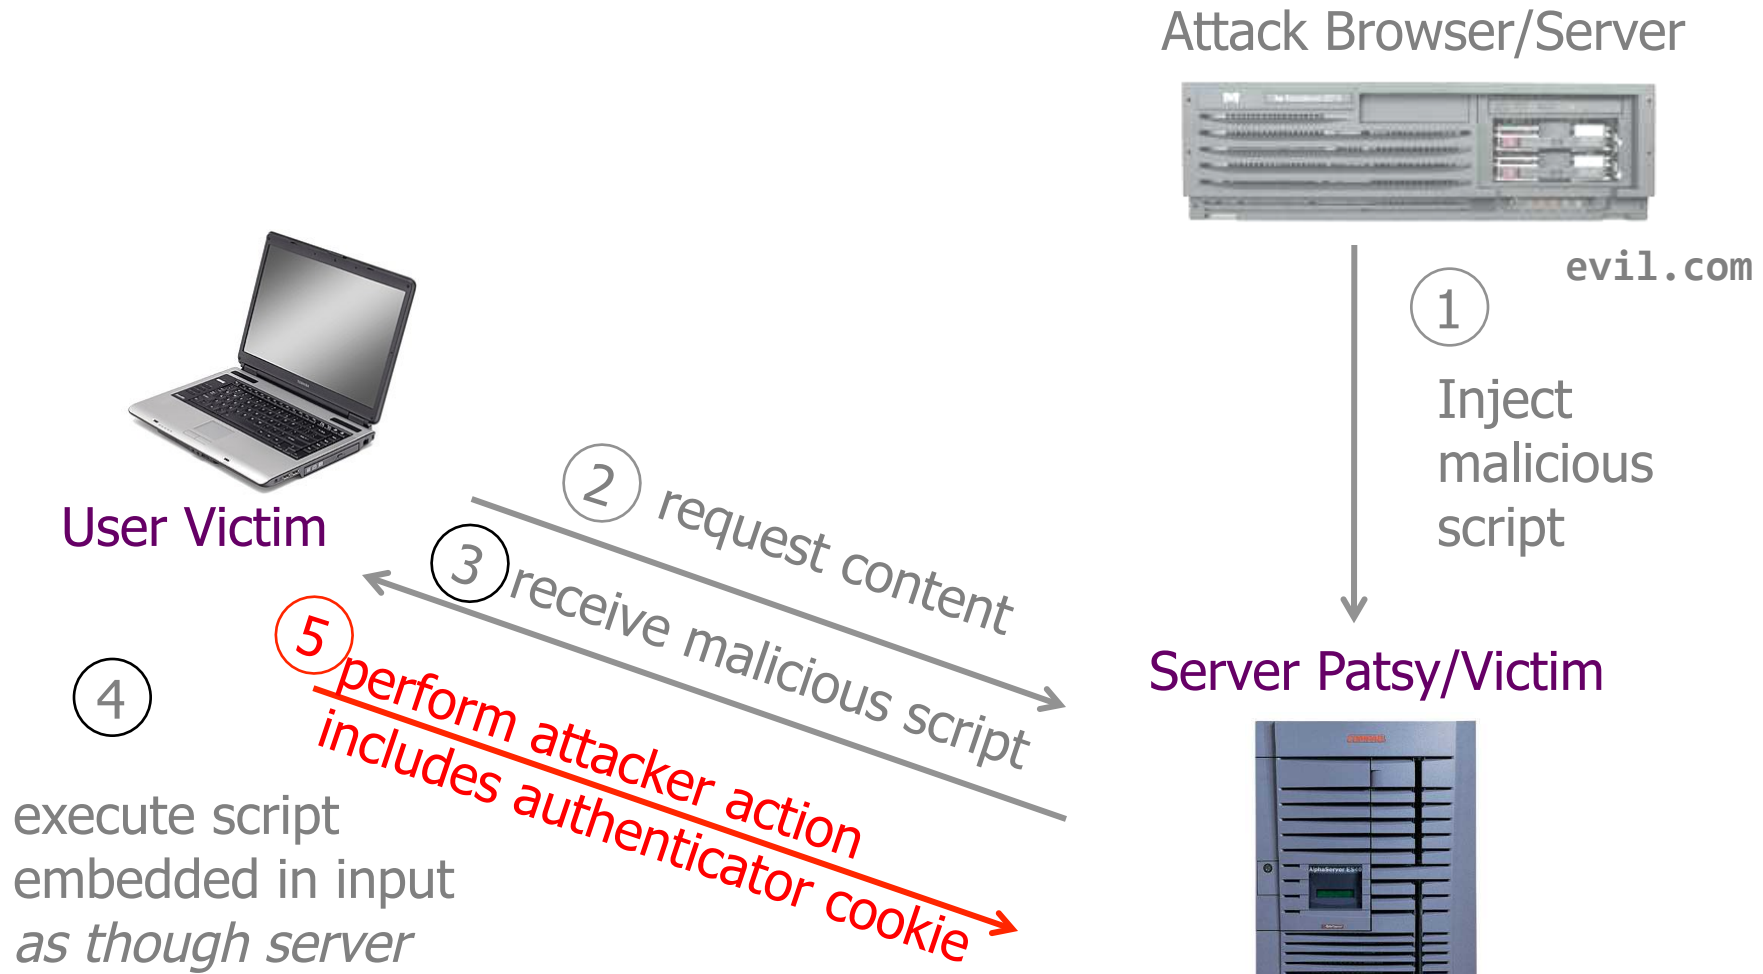 Attack Browser/Server
evil.com
1
Inject
malicious
script
User Victim
2 request content
3 receive malicious script
5 perform attacker action
includes authenticator cookie
4
execute script
embedded in input
as though server
Server Patsy/Victim